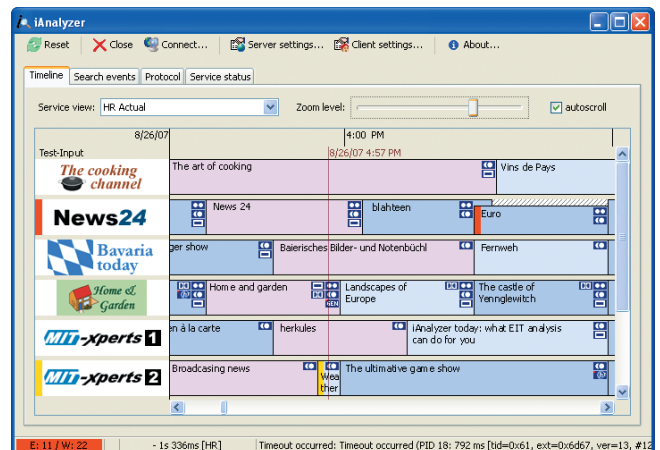 iAnalyzer
Reset Close Connect... Server settings... Client settings... About...
Timeline Search events Protocol Service status
Service view: HR Actual Zoom level: autoscroll
8/26/07 4:00 PM
Test-Input 8/26/07 4:57 PM
The cooking channel The art of cooking Vins de Pays
News24 News 24 blahteen Euro
Bavaria today ger show Baierisches Bilder- und Notenbüchl Fernweh
Home & Garden Home and garden GEN Landscapes of Europe The castle of Yennglewitch
MIT-xperts 1 en à la carte herkules iAnalyzer today: what EIT analysis can do for you
MIT-xperts 2 Broadcasing news Wea ther The ultimative game show
E: 11 / W: 22 - 1s 336ms [HR] Timeout occurred: Timeout occurred (PID 18: 792 ms [tid=0x61, ext=0x6d67, ver=13, #12